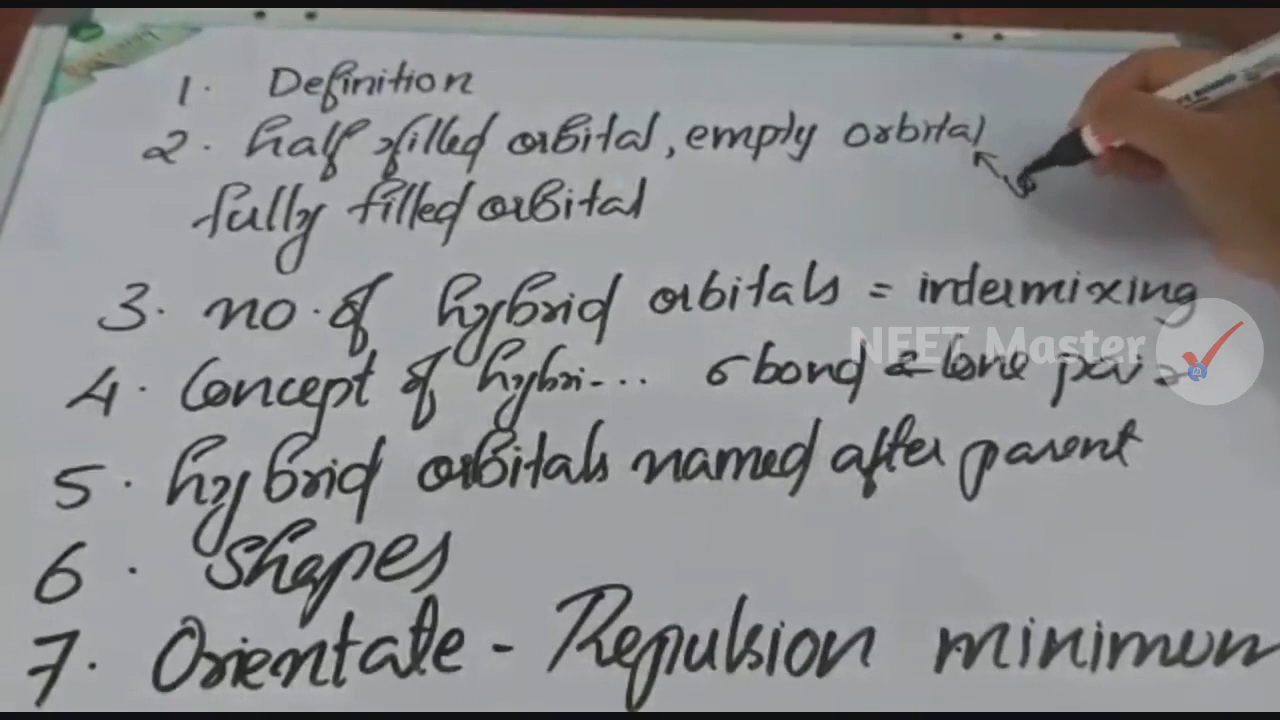 1. Definition
2. half filled orbital, empty orbital
fully filled orbital
3. no. of hybrid orbitals = intermixing
NEET Master
4. Concept of hybri-... σ bond & lone pair
5. hybrid orbitals named after parent
6. Shapes
7. Orientate - Repulsion minimum